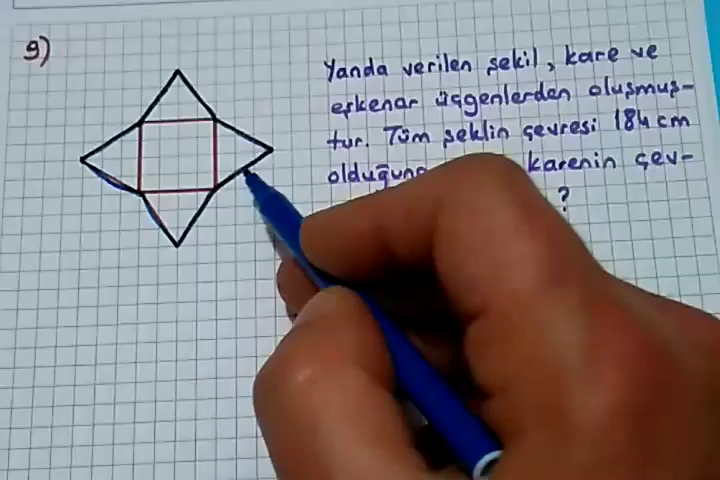 9)
Yanda verilen şekil, kare ve
eşkenar üçgenlerden oluşmuş-
tur. Tüm şeklin çevresi 184 cm
olduğuna karenin çev-
?